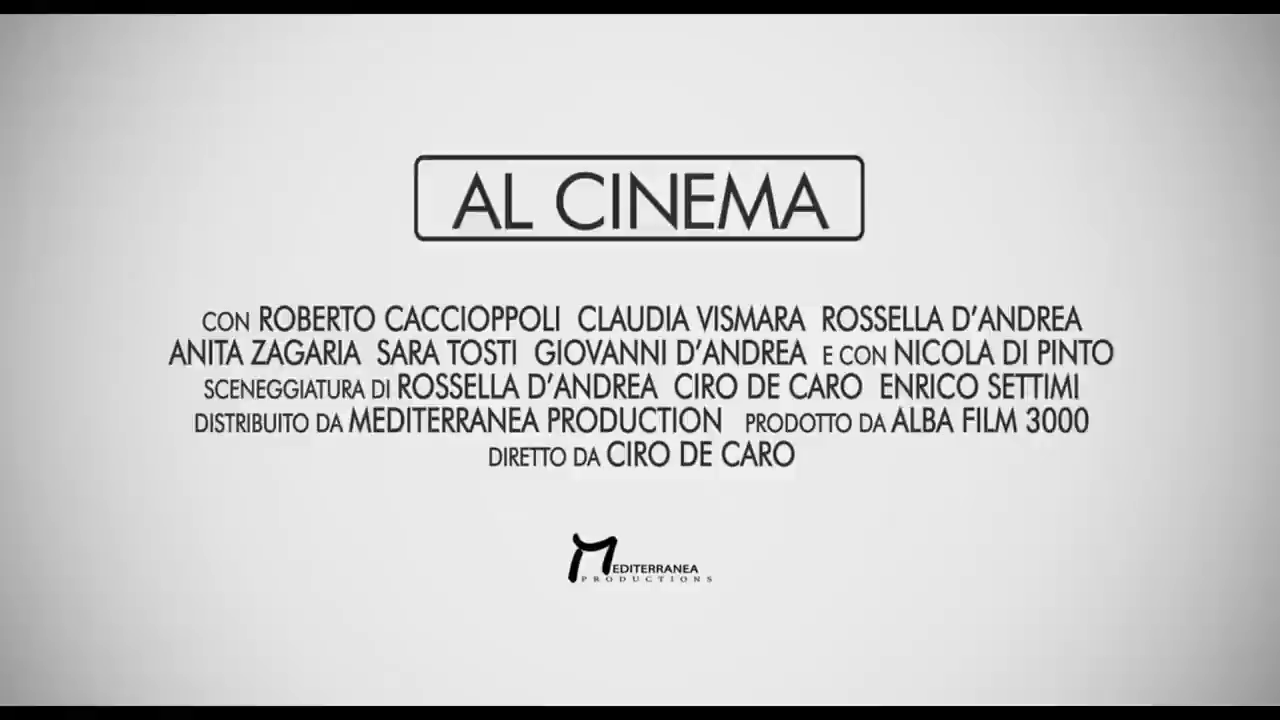 AL CINEMA
CON ROBERTO CACCIOPPOLI CLAUDIA VISMARA ROSSELLA D'ANDREA
ANITA ZAGARIA SARA TOSTI GIOVANNI D'ANDREA E CON NICOLA DI PINTO
SCENEGGIATURA DI ROSSELLA D'ANDREA CIRO DE CARO ENRICO SETTIMI
DISTRIBUITO DA MEDITERRANEA PRODUCTION PRODOTTO DA ALBA FILM 3000
DIRETTO DA CIRO DE CARO
MEDITERRANEA
PRODUCTIONS